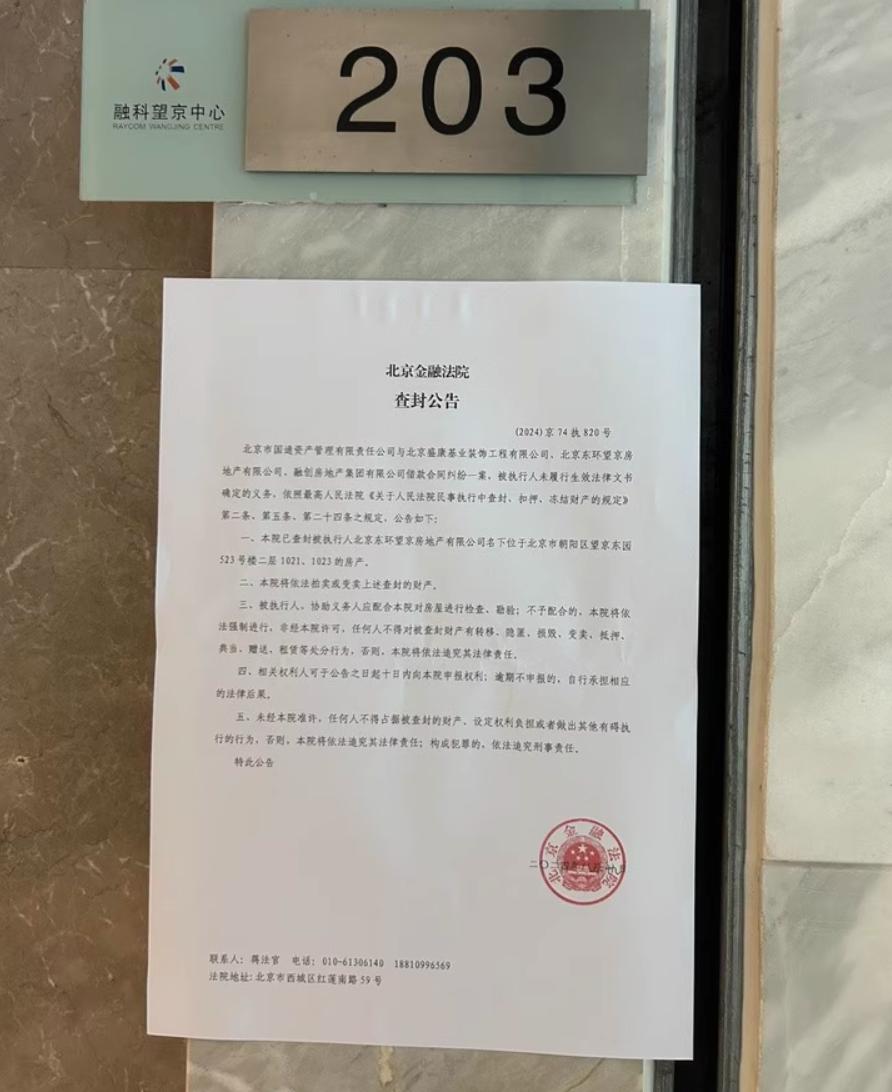 融科望京中心
RAYCOM WANGJING CENTRE
203
北京金融法院
查封公告
(2024)京 74 执 820 号
北京市国通资产管理有限责任公司与北京盛康基业装饰工程有限公司、北京东环望京房
地产有限公司、融创房地产集团有限公司借款合同纠纷一案，被执行人未履行生效法律文书
确定的义务，依照最高人民法院《关于人民法院民事执行中查封、扣押、冻结财产的规定》
第二条、第五条、第二十四条之规定，公告如下：
一、本院已查封被执行人北京东环望京房地产有限公司名下位于北京市朝阳区望京东园
523 号楼二层 1021、1023 的房产。
二、本院将依法拍卖或变卖上述查封的财产。
三、被执行人、协助义务人应配合本院对房屋进行检查、勘验；不予配合的，本院将依
法强制进行，非经本院许可，任何人不得对被查封财产有转移、隐匿、损毁、变卖、抵押、
典当、赠送、租赁等处分行为，否则，本院将依法追究其法律责任。
四、相关权利人可于公告之日起十日内向本院申报权利；逾期不申报的，自行承担相应
的法律后果。
五、未经本院准许，任何人不得占据被查封的财产、设定权利负担或者做出其他有碍执
行的行为，否则，本院将依法追究其法律责任；构成犯罪的，依法追究刑事责任。
特此公告
北京金融法院
二〇二四年八月十九日
联系人：蒋法官 电话：010-61306140 18810996569
法院地址：北京市西城区红莲南路 59 号